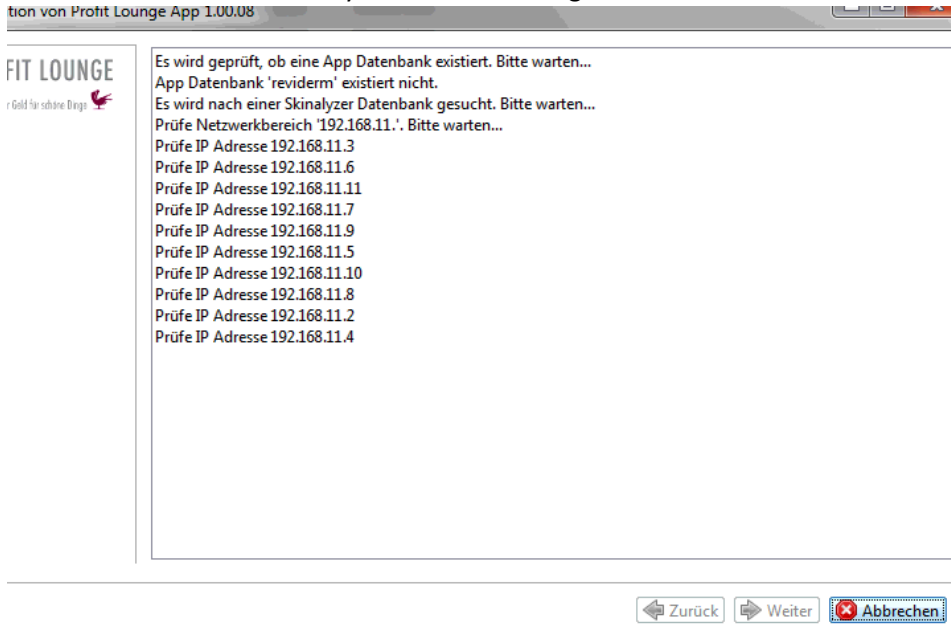 tion von Profit Lounge App 1.00.08
FIT LOUNGE
r Geld für schöne Dinge
Es wird geprüft, ob eine App Datenbank existiert. Bitte warten...
App Datenbank 'reviderm' existiert nicht.
Es wird nach einer Skinalyzer Datenbank gesucht. Bitte warten...
Prüfe Netzwerkbereich '192.168.11.'. Bitte warten...
Prüfe IP Adresse 192.168.11.3
Prüfe IP Adresse 192.168.11.6
Prüfe IP Adresse 192.168.11.11
Prüfe IP Adresse 192.168.11.7
Prüfe IP Adresse 192.168.11.9
Prüfe IP Adresse 192.168.11.5
Prüfe IP Adresse 192.168.11.10
Prüfe IP Adresse 192.168.11.8
Prüfe IP Adresse 192.168.11.2
Prüfe IP Adresse 192.168.11.4
Zurück
Weiter
Abbrechen